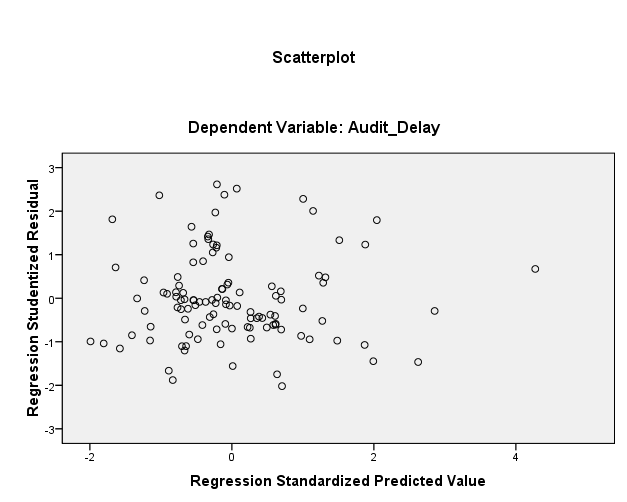 Scatterplot
Dependent Variable: Audit_Delay
Regression Studentized Residual
3
2
1
0
-1
-2
-3
-2
0
2
4
Regression Standardized Predicted Value